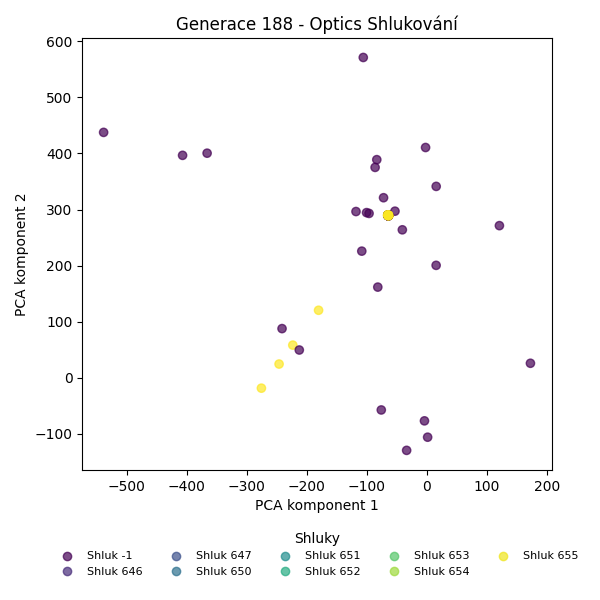 Generace 188 - Optics Shlukování
600
500
400
300
200
100
0
−100
PCA komponent 2
−500 −400 −300 −200 −100 0 100 200
PCA komponent 1
Shluky
Shluk -1 Shluk 647 Shluk 651 Shluk 653 Shluk 655
Shluk 646 Shluk 650 Shluk 652 Shluk 654